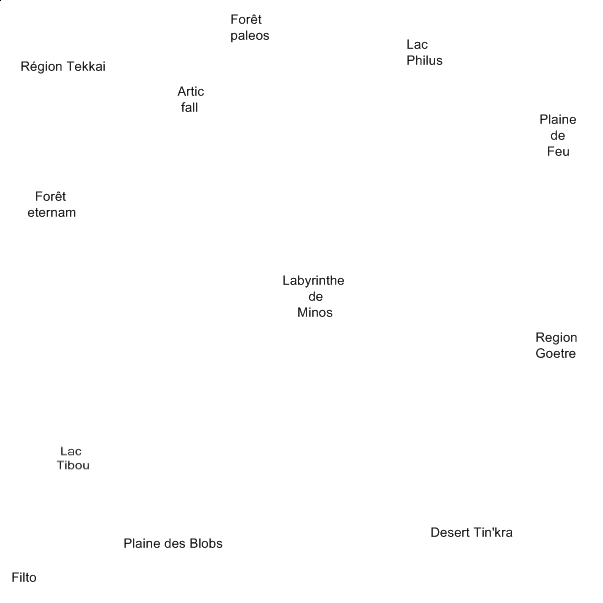 Forêt
paleos
Lac
Philus
Région Tekkai
Artic
fall
Plaine
de
Feu
Forêt
eternam
Labyrinthe
de
Minos
Region
Goetre
Lac
Tibou
Desert Tin'kra
Plaine des Blobs
Filto